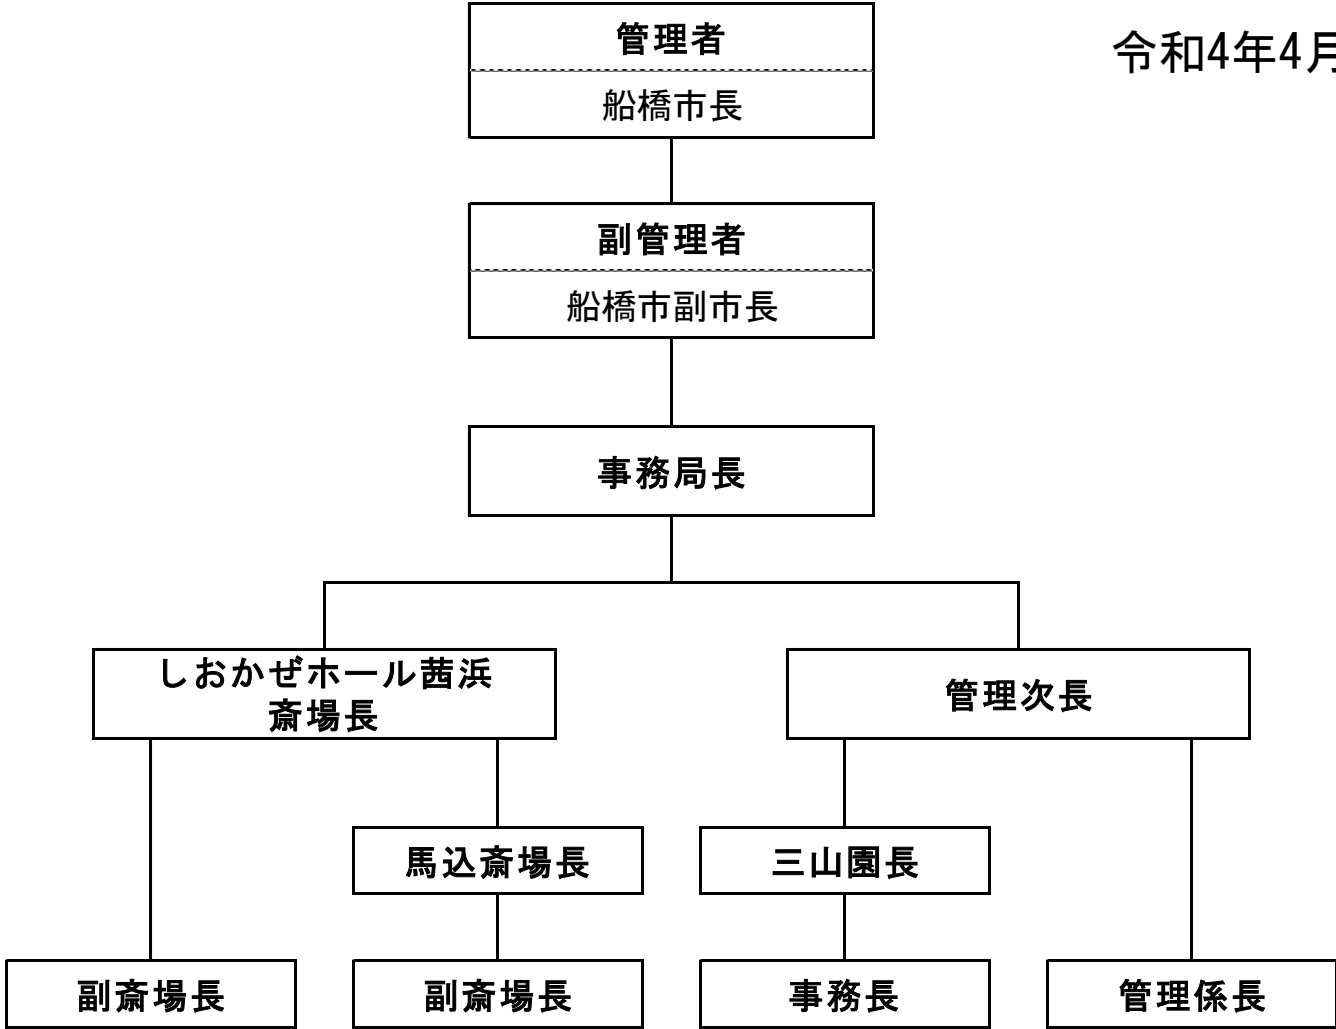 管理者
令和4年4月
船橋市長
副管理者
船橋市副市長
事務局長
しおかぜホール茜浜
斎場長
管理次長
馬込斎場長
三山園長
副斎場長
副斎場長
事務長
管理係長